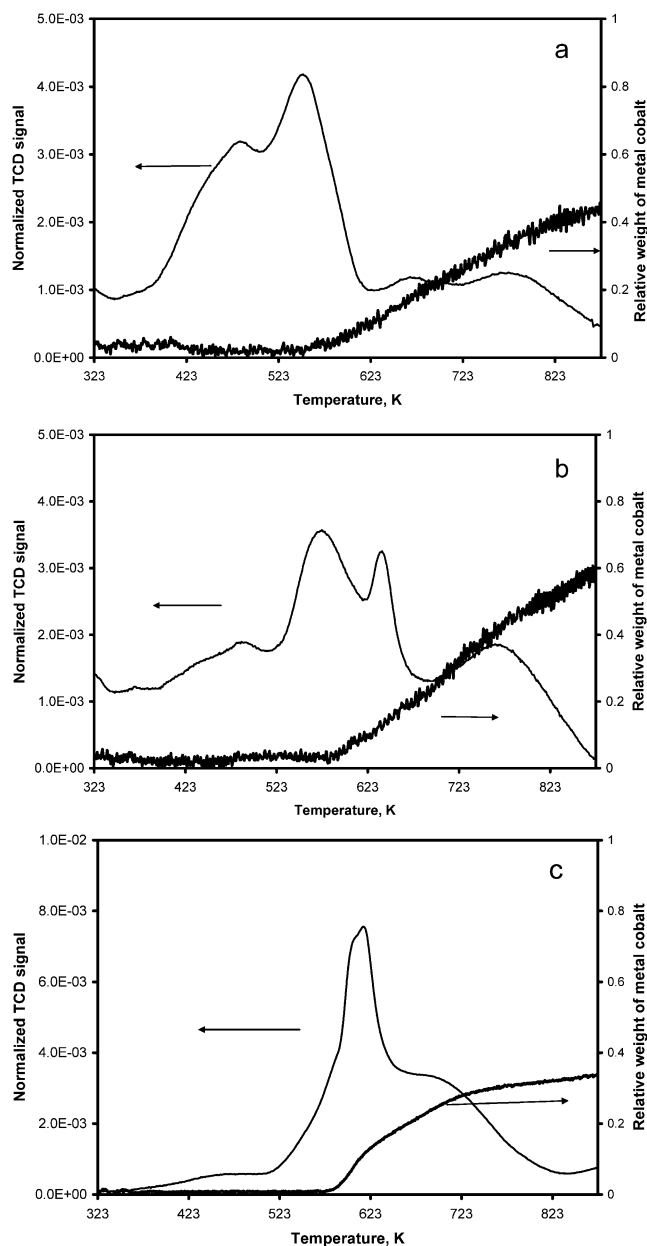 a
5.0E-03
4.0E-03
3.0E-03
2.0E-03
1.0E-03
0.0E+00
Normalized TCD signal
1
0.8
0.6
0.4
0.2
0
Relative weight of metal cobalt
323 423 523 623 723 823
Temperature, K
b
5.0E-03
4.0E-03
3.0E-03
2.0E-03
1.0E-03
0.0E+00
Normalized TCD signal
1
0.8
0.6
0.4
0.2
0
Relative weight of metal cobalt
323 423 523 623 723 823
Temperature, K
c
1.0E-02
8.0E-03
6.0E-03
4.0E-03
2.0E-03
0.0E+00
Normalized TCD signal
1
0.8
0.6
0.4
0.2
0
Relative weight of metal cobalt
323 423 523 623 723 823
Temperature, K